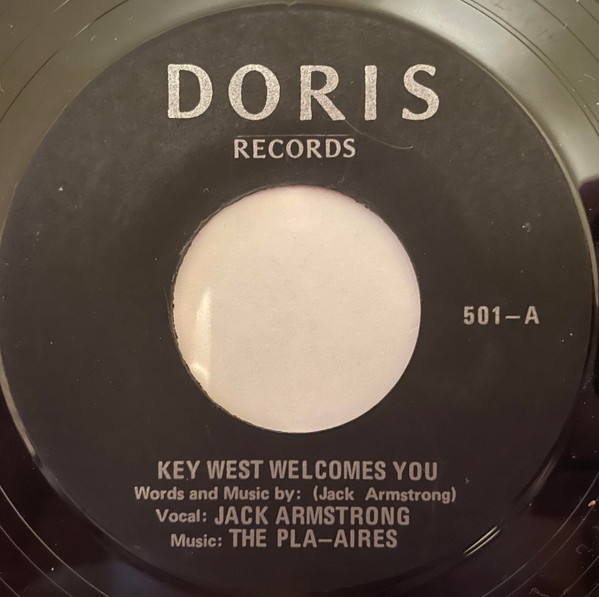 DORIS
RECORDS
501-A
KEY WEST WELCOMES YOU
Words and Music by: (Jack Armstrong)
Vocal: JACK ARMSTRONG
Music: THE PLA-AIRES